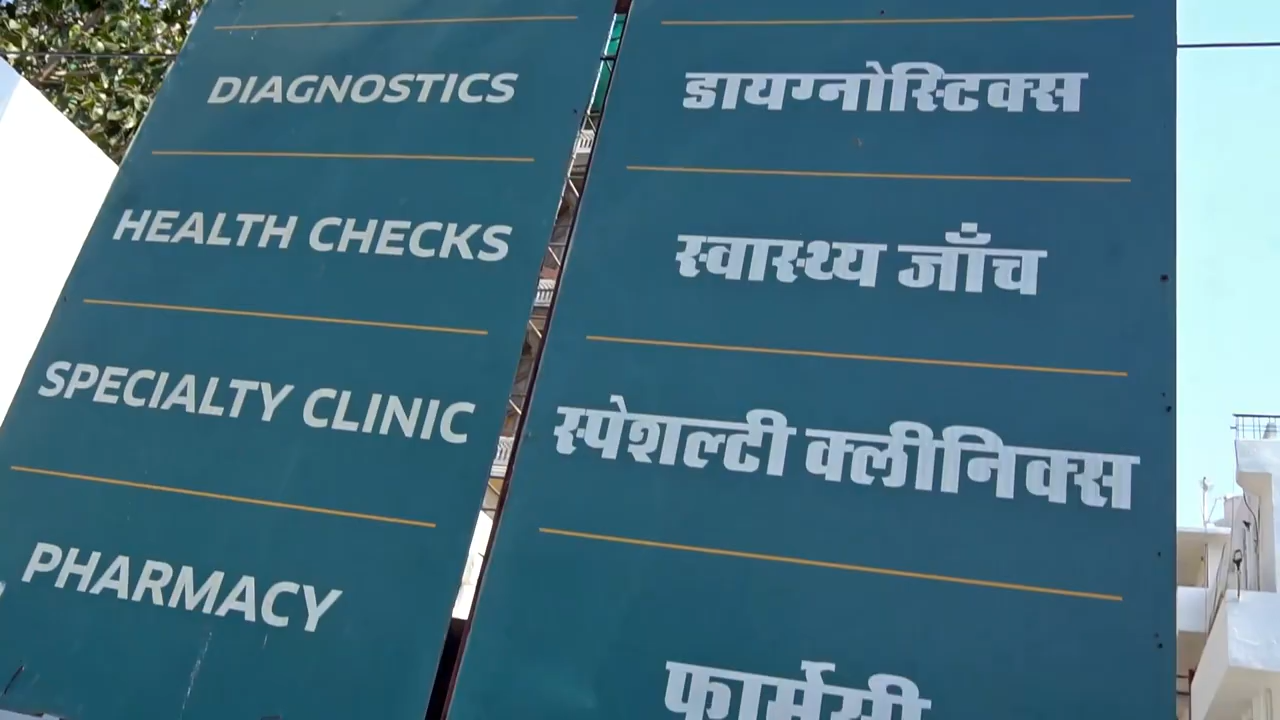 DIAGNOSTICS
HEALTH CHECKS
SPECIALTY CLINIC
PHARMACY
डायग्नोस्टिक्स
स्वास्थ्य जाँच
स्पेशल्टी क्लीनिक्स
फार्मेसी